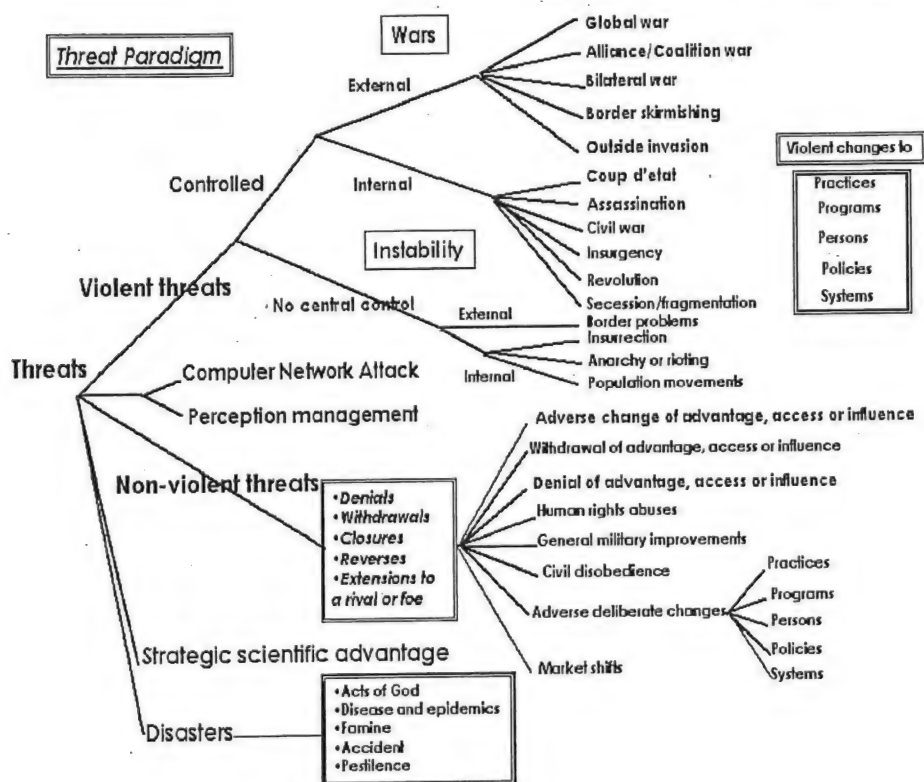 Threat Paradigm
Wars
External
Global war
Alliance/Coalition war
Bilateral war
Border skirmishing
Outside invasion
Controlled
Internal
Coup d'etat
Assassination
Civil war
Insurgency
Revolution
Secession/fragmentation
Instability
Violent changes to
Practices
Programs
Persons
Policies
Systems
Violent threats
•No central control
External
Border problems
Internal
Insurrection
Anarchy or rioting
Population movements
Threats
Computer Network Attack
Perception management
Non-violent threats
•Denials
•Withdrawals
•Closures
•Reverses
•Extensions to
a rival or foe
Adverse change of advantage, access or influence
Withdrawal of advantage, access or influence
Denial of advantage, access or influence
Human rights abuses
General military improvements
Civil disobedience
Adverse deliberate changes
Practices
Programs
Persons
Policies
Systems
Market shifts
Strategic scientific advantage
Disasters
•Acts of God
•Disease and epidemics
•Famine
•Accident
•Pestilence